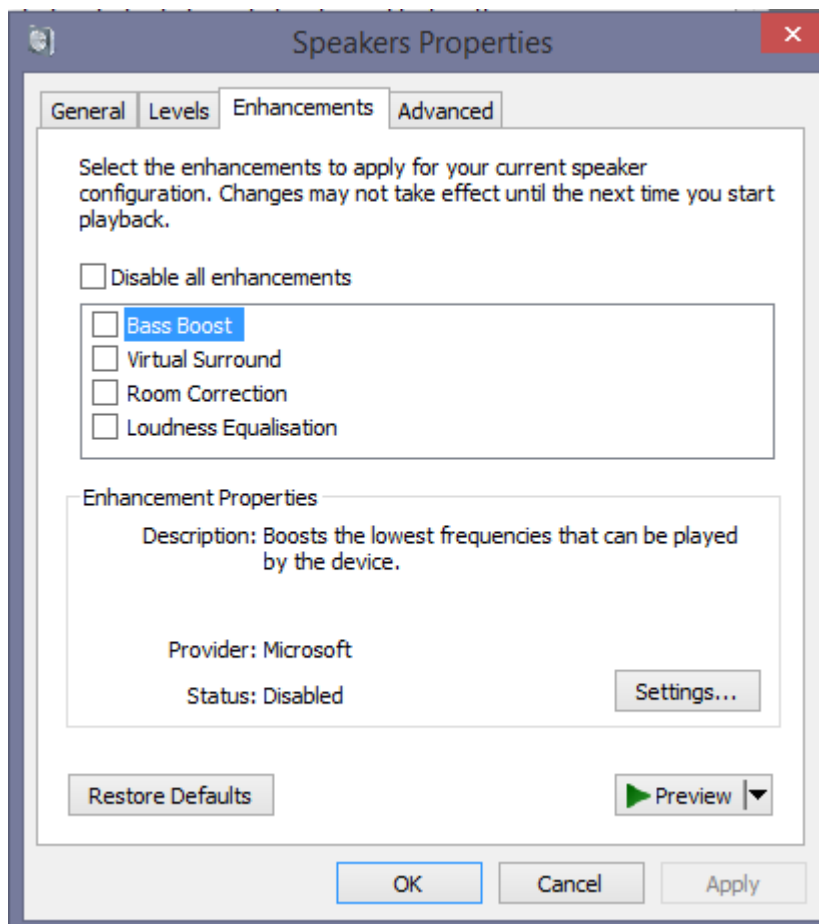 Speakers Properties
General Levels Enhancements Advanced
Select the enhancements to apply for your current speaker
configuration. Changes may not take effect until the next time you start
playback.
Disable all enhancements
Bass Boost
Virtual Surround
Room Correction
Loudness Equalisation
Enhancement Properties
Description: Boosts the lowest frequencies that can be played
by the device.
Provider: Microsoft
Status: Disabled
Settings...
Restore Defaults
Preview
OK Cancel Apply